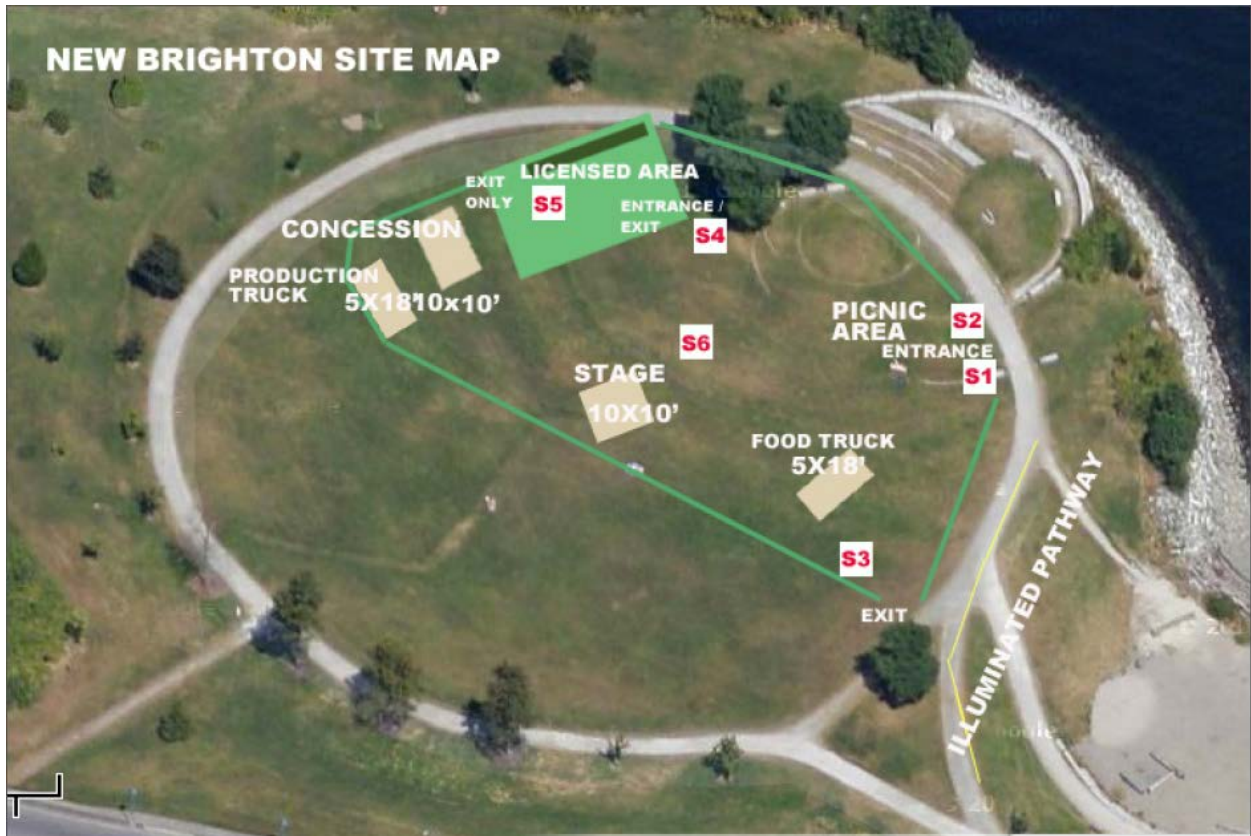 NEW BRIGHTON SITE MAP
LICENSED AREA
EXIT
ONLY
S5
ENTRANCE /
EXIT
S4
CONCESSION
PRODUCTION
TRUCK
5X18'
10x10'
PICNIC
AREA
S2
ENTRANCE
S1
S6
STAGE
10X10'
FOOD TRUCK
5X18'
S3
EXIT
ILLUMINATED PATHWAY
Google